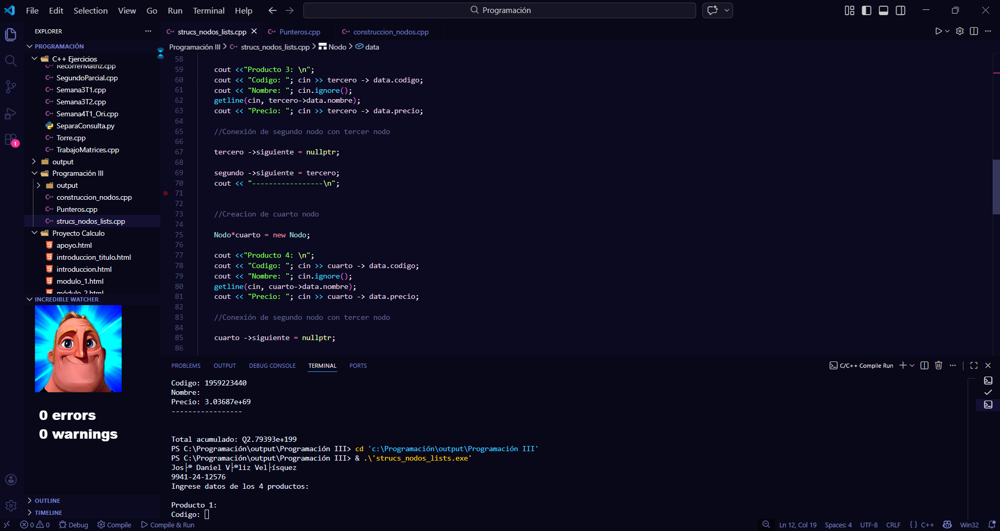 File Edit Selection View Go Run Terminal Help
Programación
EXPLORER
PROGRAMACIÓN
C++ Ejercicios
RecorrerMatriz.cpp
SegundoParcial.cpp
Semana3T1.cpp
Semana3T2.cpp
Semana4T1_Ori.cpp
SeparaConsulta.py
Torre.cpp
TrabajoMatrices.cpp
output
Programación III
output
construccion_nodos.cpp
Punteros.cpp
strucs_nodos_lists.cpp
Proyecto Calculo
apoyo.html
introduccion_titulo.html
introduccion.html
modulo_1.html
módulo_2.html
INCREDIBLE WATCHER
0 errors
0 warnings
OUTLINE
TIMELINE
strucs_nodos_lists.cpp Punteros.cpp construccion_nodos.cpp
Programación III > strucs_nodos_lists.cpp > Nodo > data
58
59 cout <<"Producto 3: \n";
60 cout << "Codigo: "; cin >> tercero -> data.codigo;
61 cout << "Nombre: "; cin.ignore();
62 getline(cin, tercero->data.nombre);
63 cout << "Precio: "; cin >> tercero -> data.precio;
64
65 //Conexión de segundo nodo con tercer nodo
66
67 tercero ->siguiente = nullptr;
68
69 segundo ->siguiente = tercero;
70 cout << "-----------------\n";
71
72
73 //Creacion de cuarto nodo
74
75 Nodo*cuarto = new Nodo;
76
77 cout <<"Producto 4: \n";
78 cout << "Codigo: "; cin >> cuarto -> data.codigo;
79 cout << "Nombre: "; cin.ignore();
80 getline(cin, cuarto->data.nombre);
81 cout << "Precio: "; cin >> cuarto -> data.precio;
82
83 //Conexión de segundo nodo con tercer nodo
84
85 cuarto ->siguiente = nullptr;
86
PROBLEMS OUTPUT DEBUG CONSOLE TERMINAL PORTS
C/C++ Compile Run
Codigo: 1959223440
Nombre:
Precio: 3.03687e+69
-----------------
Total acumulado: Q2.79393e+199
PS C:\Programación\output\Programación III> cd 'c:\Programación\output\Programación III'
PS C:\Programación\output\Programación III> & .\'strucs_nodos_lists.exe'
Jos├® Daniel V├®liz Vel├ísquez
9941-24-12576
Ingrese datos de los 4 productos:
Producto 1:
Codigo:
1
0 0 Debug Compile Compile & Run
Ln 12, Col 19 Spaces: 4 UTF-8 CRLF {} C++ Win32